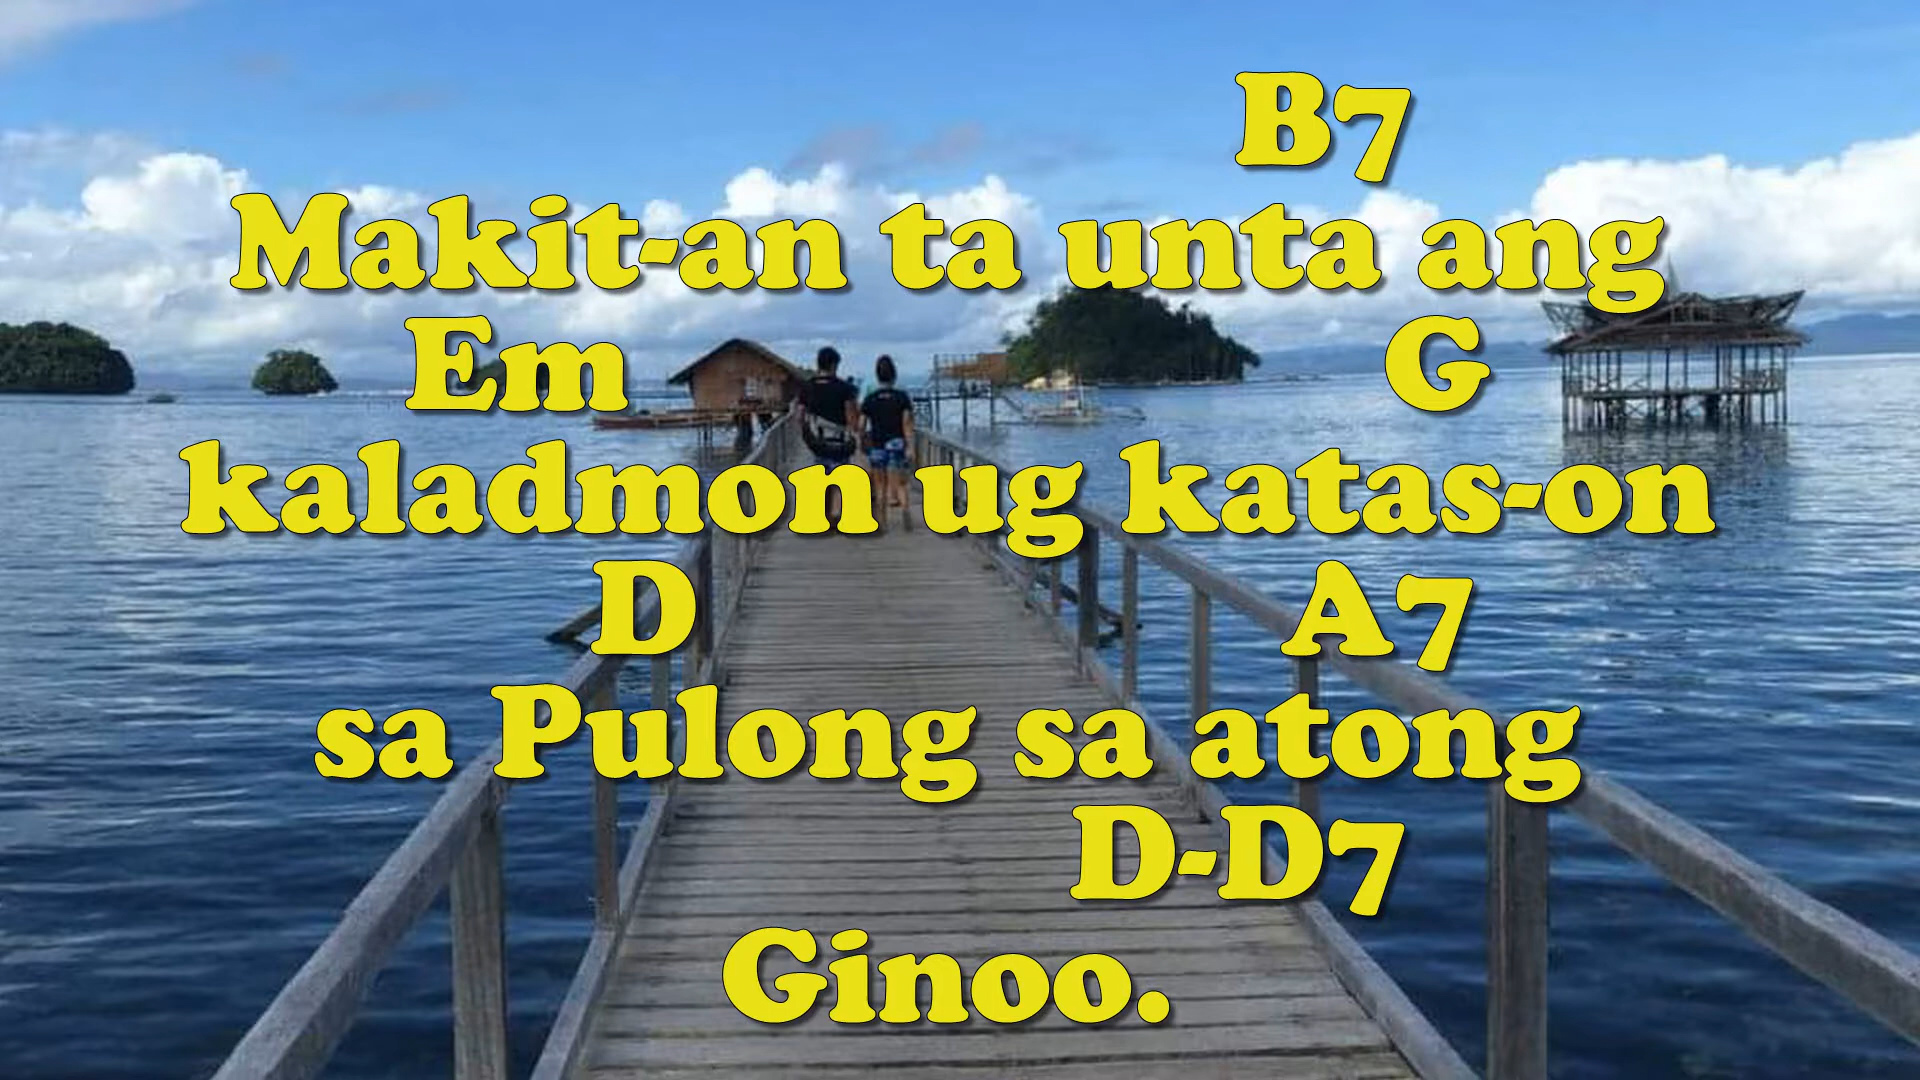 B7
Makit-an ta unta ang
Em G
kaladmon ug katas-on
D A7
sa Pulong sa atong
D-D7
Ginoo.